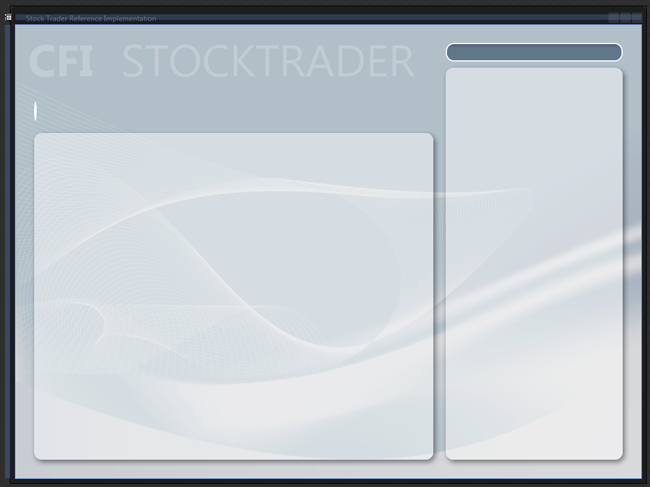 Stock Trader Reference Implementation
CFI STOCKTRADER